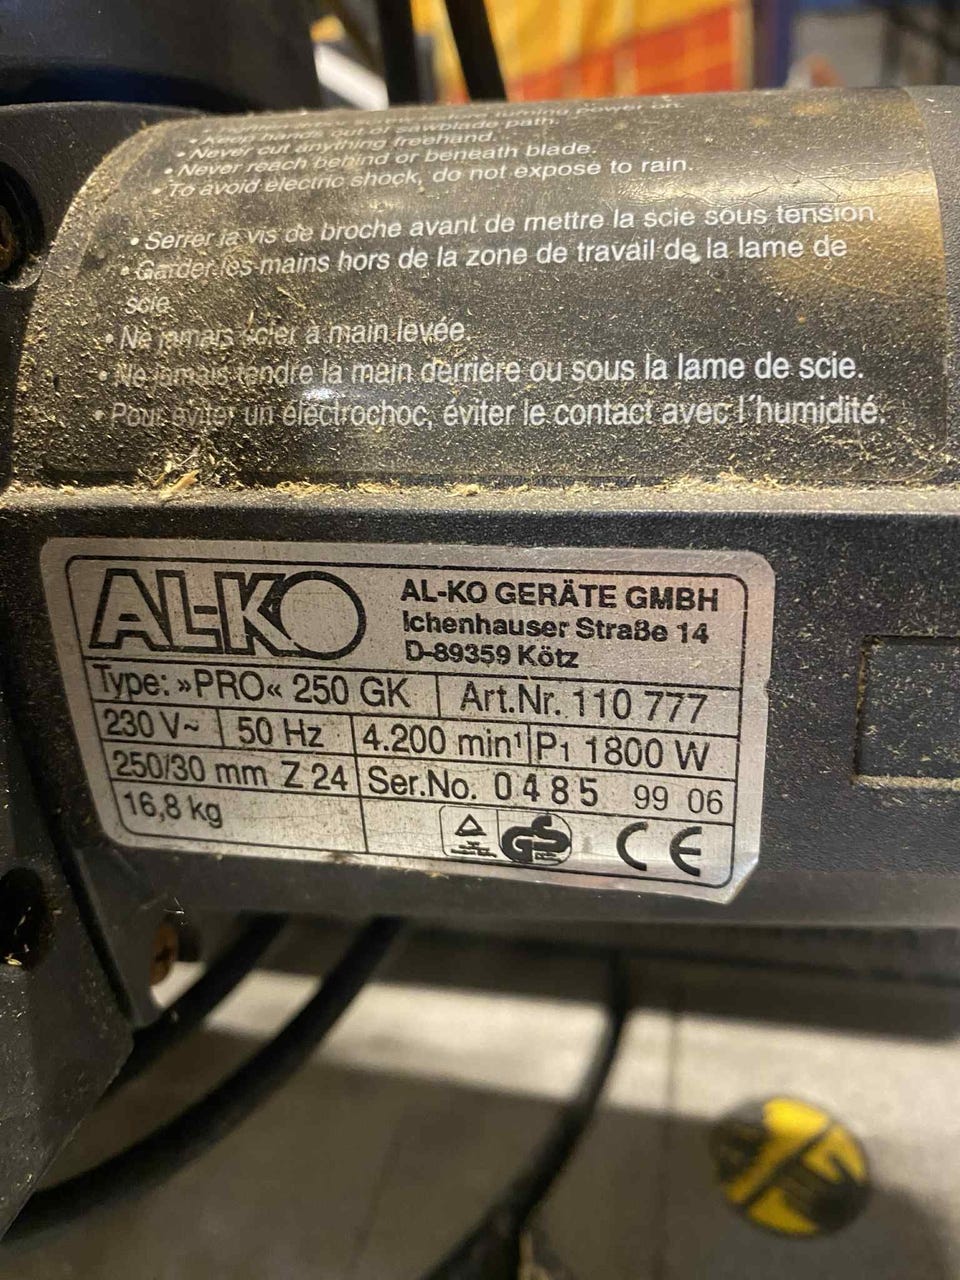 turning power on.
• Keep hands out of sawblade path.
• Never cut anything freehand.
• Never reach behind or beneath blade.
• To avoid electric shock, do not expose to rain.
• Serrer la vis de broche avant de mettre la scie sous tension.
• Garder les mains hors de la zone de travail de la lame de
scie.
• Ne jamais scier à main levée.
• Ne jamais tendre la main derrière ou sous la lame de scie.
• Pour éviter un électrochoc, éviter le contact avec l´humidité.
AL-KO
AL-KO GERÄTE GMBH
Ichenhauser Straße 14
D-89359 Kötz
Type: »PRO« 250 GK Art.Nr. 110 777
230 V~ 50 Hz 4.200 min¹ P1 1800 W
250/30 mm Z 24 Ser.No. 0485 99 06
16,8 kg
GS CE